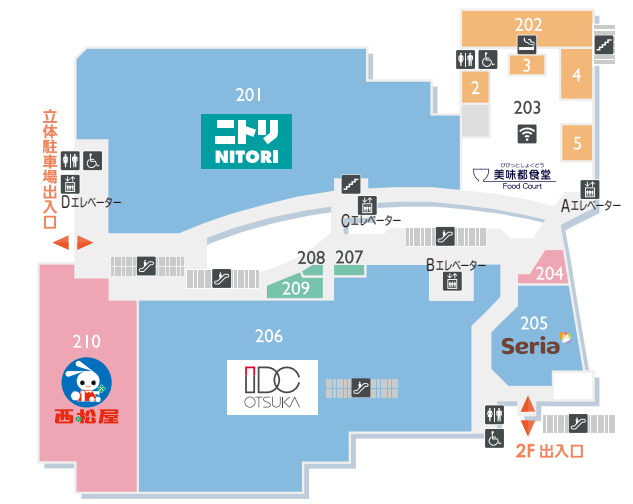 202
3
4
2
203
5
びびっとしょくどう
美味都食堂
Food Court
201
ニトリ
NITORI
立体駐車場出入口
Dエレベーター
Cエレベーター
Aエレベーター
Bエレベーター
208
207
209
204
210
西松屋
206
IDC
OTSUKA
205
Seria
2F 出入口